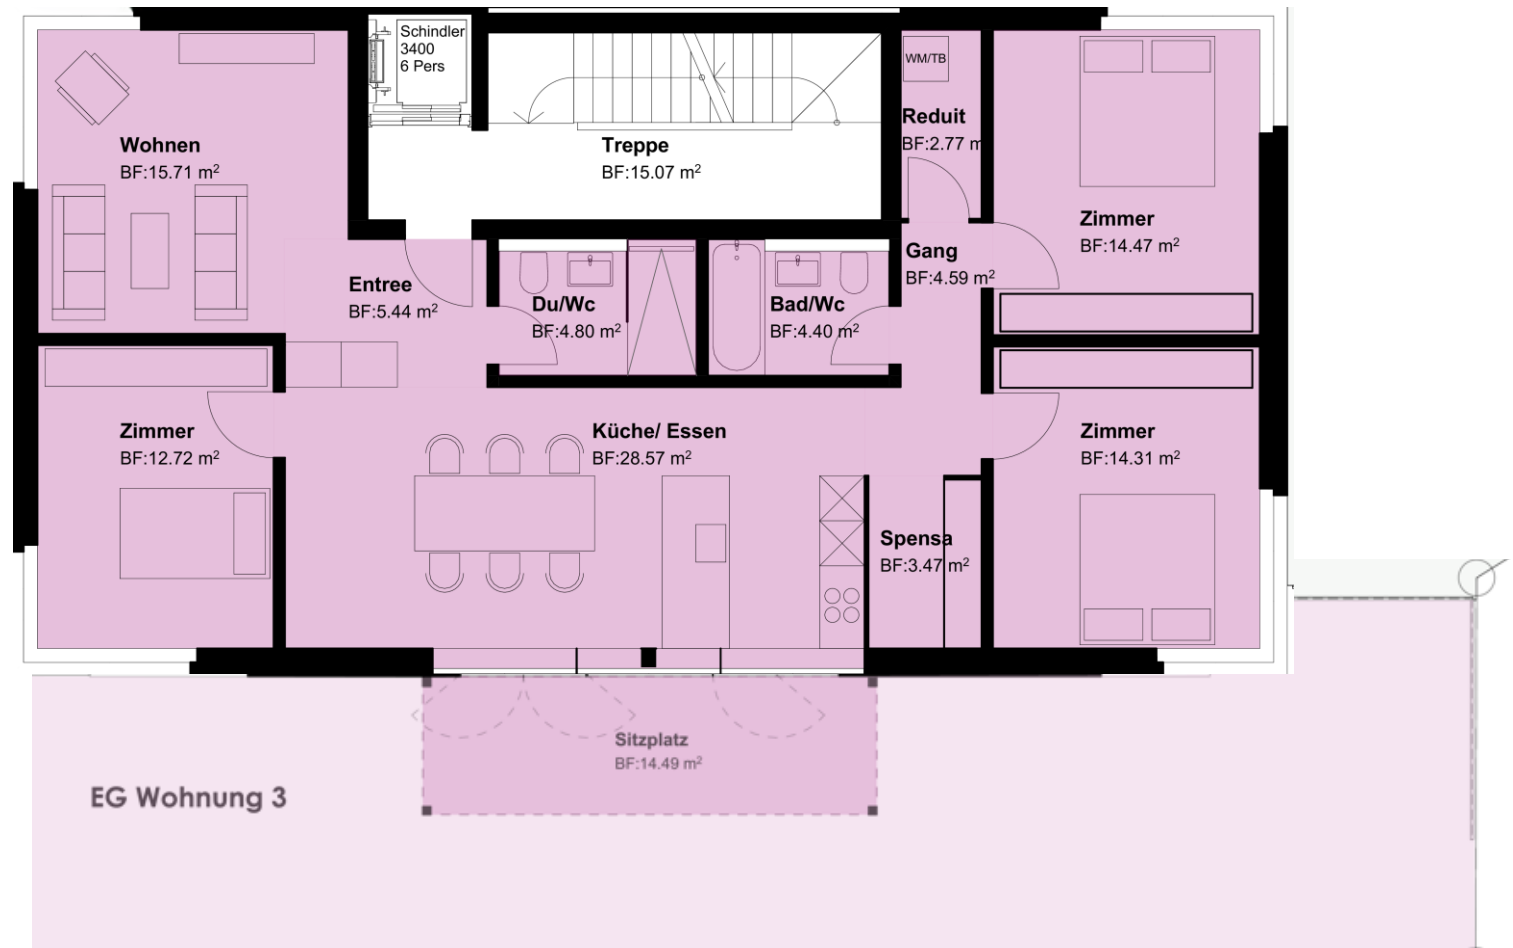 Schindler
3400
6 Pers
WM/TB
Reduit
BF:2.77 m
Wohnen
BF:15.71 m²
Treppe
BF:15.07 m²
Zimmer
BF:14.47 m²
Gang
BF:4.59 m²
Entree
BF:5.44 m²
Du/Wc
BF:4.80 m²
Bad/Wc
BF:4.40 m²
Zimmer
BF:12.72 m²
Küche/ Essen
BF:28.57 m²
Zimmer
BF:14.31 m²
Spensa
BF:3.47 m²
Sitzplatz
BF:14.49 m²
EG Wohnung 3